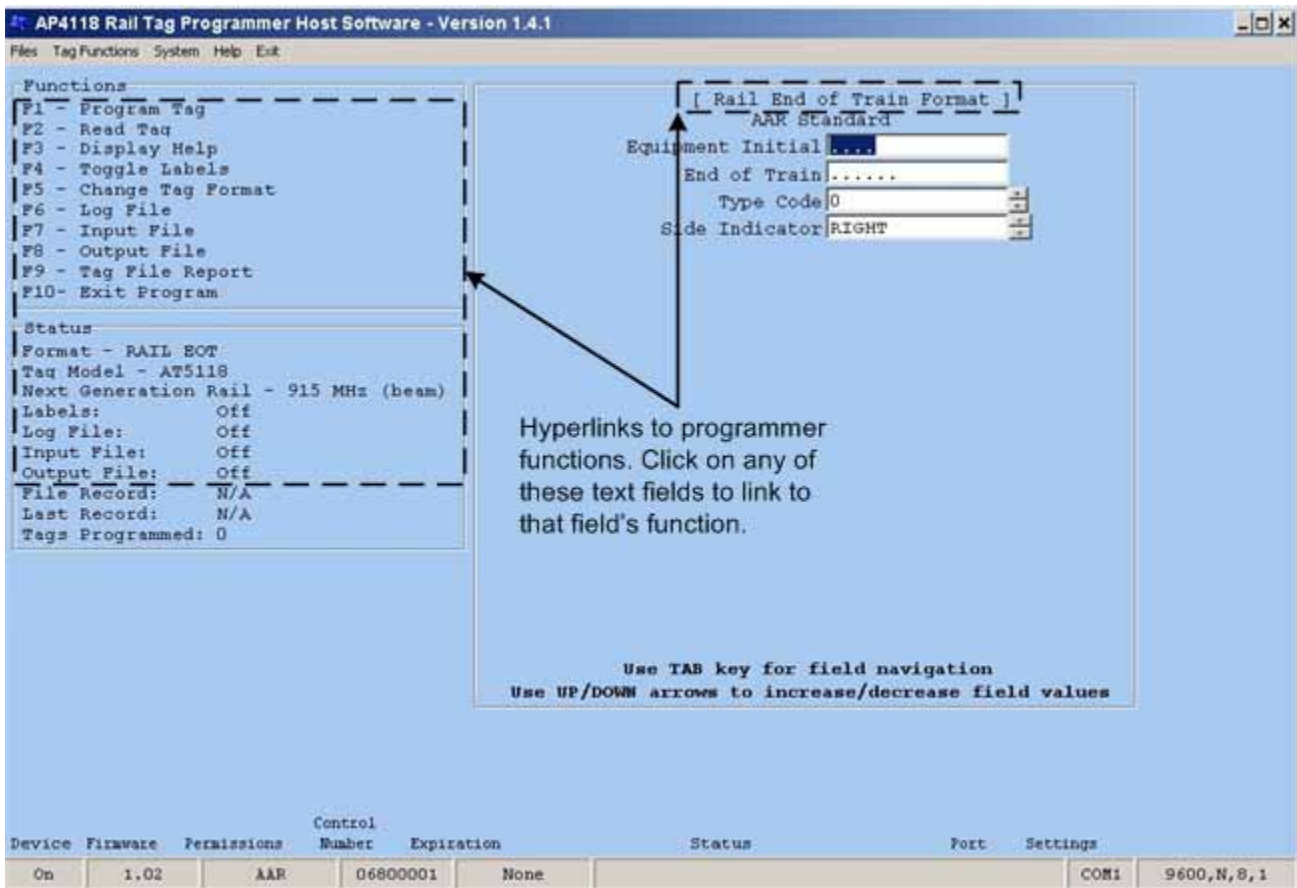 AP4118 Rail Tag Programmer Host Software - Version 1.4.1
Files Tag Functions System Help Exit
Functions
F1 - Program Tag
F2 - Read Tag
F3 - Display Help
F4 - Toggle Labels
F5 - Change Tag Format
F6 - Log File
F7 - Input File
F8 - Output File
F9 - Tag File Report
F10- Exit Program
Status
Format - RAIL EOT
Tag Model - AT5118
Next Generation Rail - 915 MHz (beam)
Labels: Off
Log File: Off
Input File: Off
Output File: Off
File Record: N/A
Last Record: N/A
Tags Programmed: 0
[ Rail End of Train Format ]
AAR Standard
Equipment Initial ....
End of Train ......
Type Code 0
Side Indicator RIGHT
Hyperlinks to programmer
functions. Click on any of
these text fields to link to
that field's function.
Use TAB key for field navigation
Use UP/DOWN arrows to increase/decrease field values
Device Firmware Permissions Control Number Expiration Status Port Settings
On 1.02 AAR 06800001 None COM1 9600,N,8,1